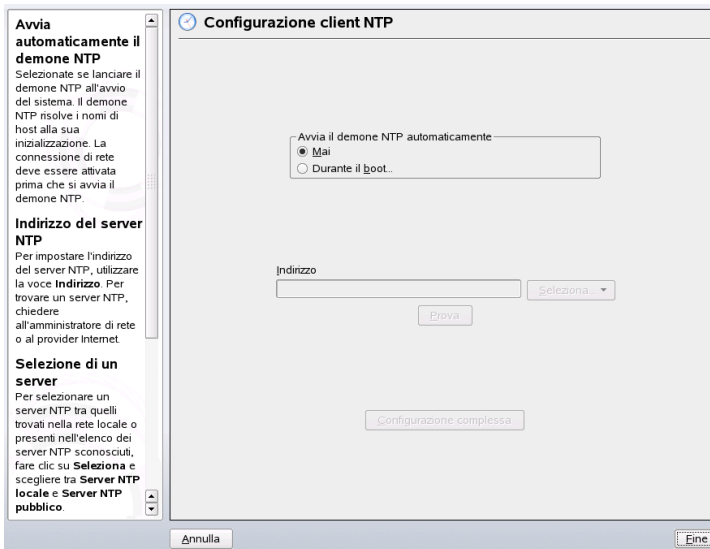 Avvia
automaticamente il
demone NTP
Selezionate se lanciare il
demone NTP all'avvio
del sistema. Il demone
NTP risolve i nomi di
host alla sua
inizializzazione. La
connessione di rete
deve essere attivata
prima che si avvia il
demone NTP.
Indirizzo del server
NTP
Per impostare l'indirizzo
del server NTP, utilizzare
la voce Indirizzo. Per
trovare un server NTP,
chiedere
all'amministratore di rete
o al provider Internet.
Selezione di un
server
Per selezionare un
server NTP tra quelli
trovati nella rete locale o
presenti nell'elenco dei
server NTP sconosciuti,
fare clic su Seleziona e
scegliere tra Server NTP
locale e Server NTP
pubblico.
Configurazione client NTP
Avvia il demone NTP automaticamente
Mai
Durante il boot...
Indirizzo
Seleziona...
Prova
Configurazione complessa
Annulla
Fine